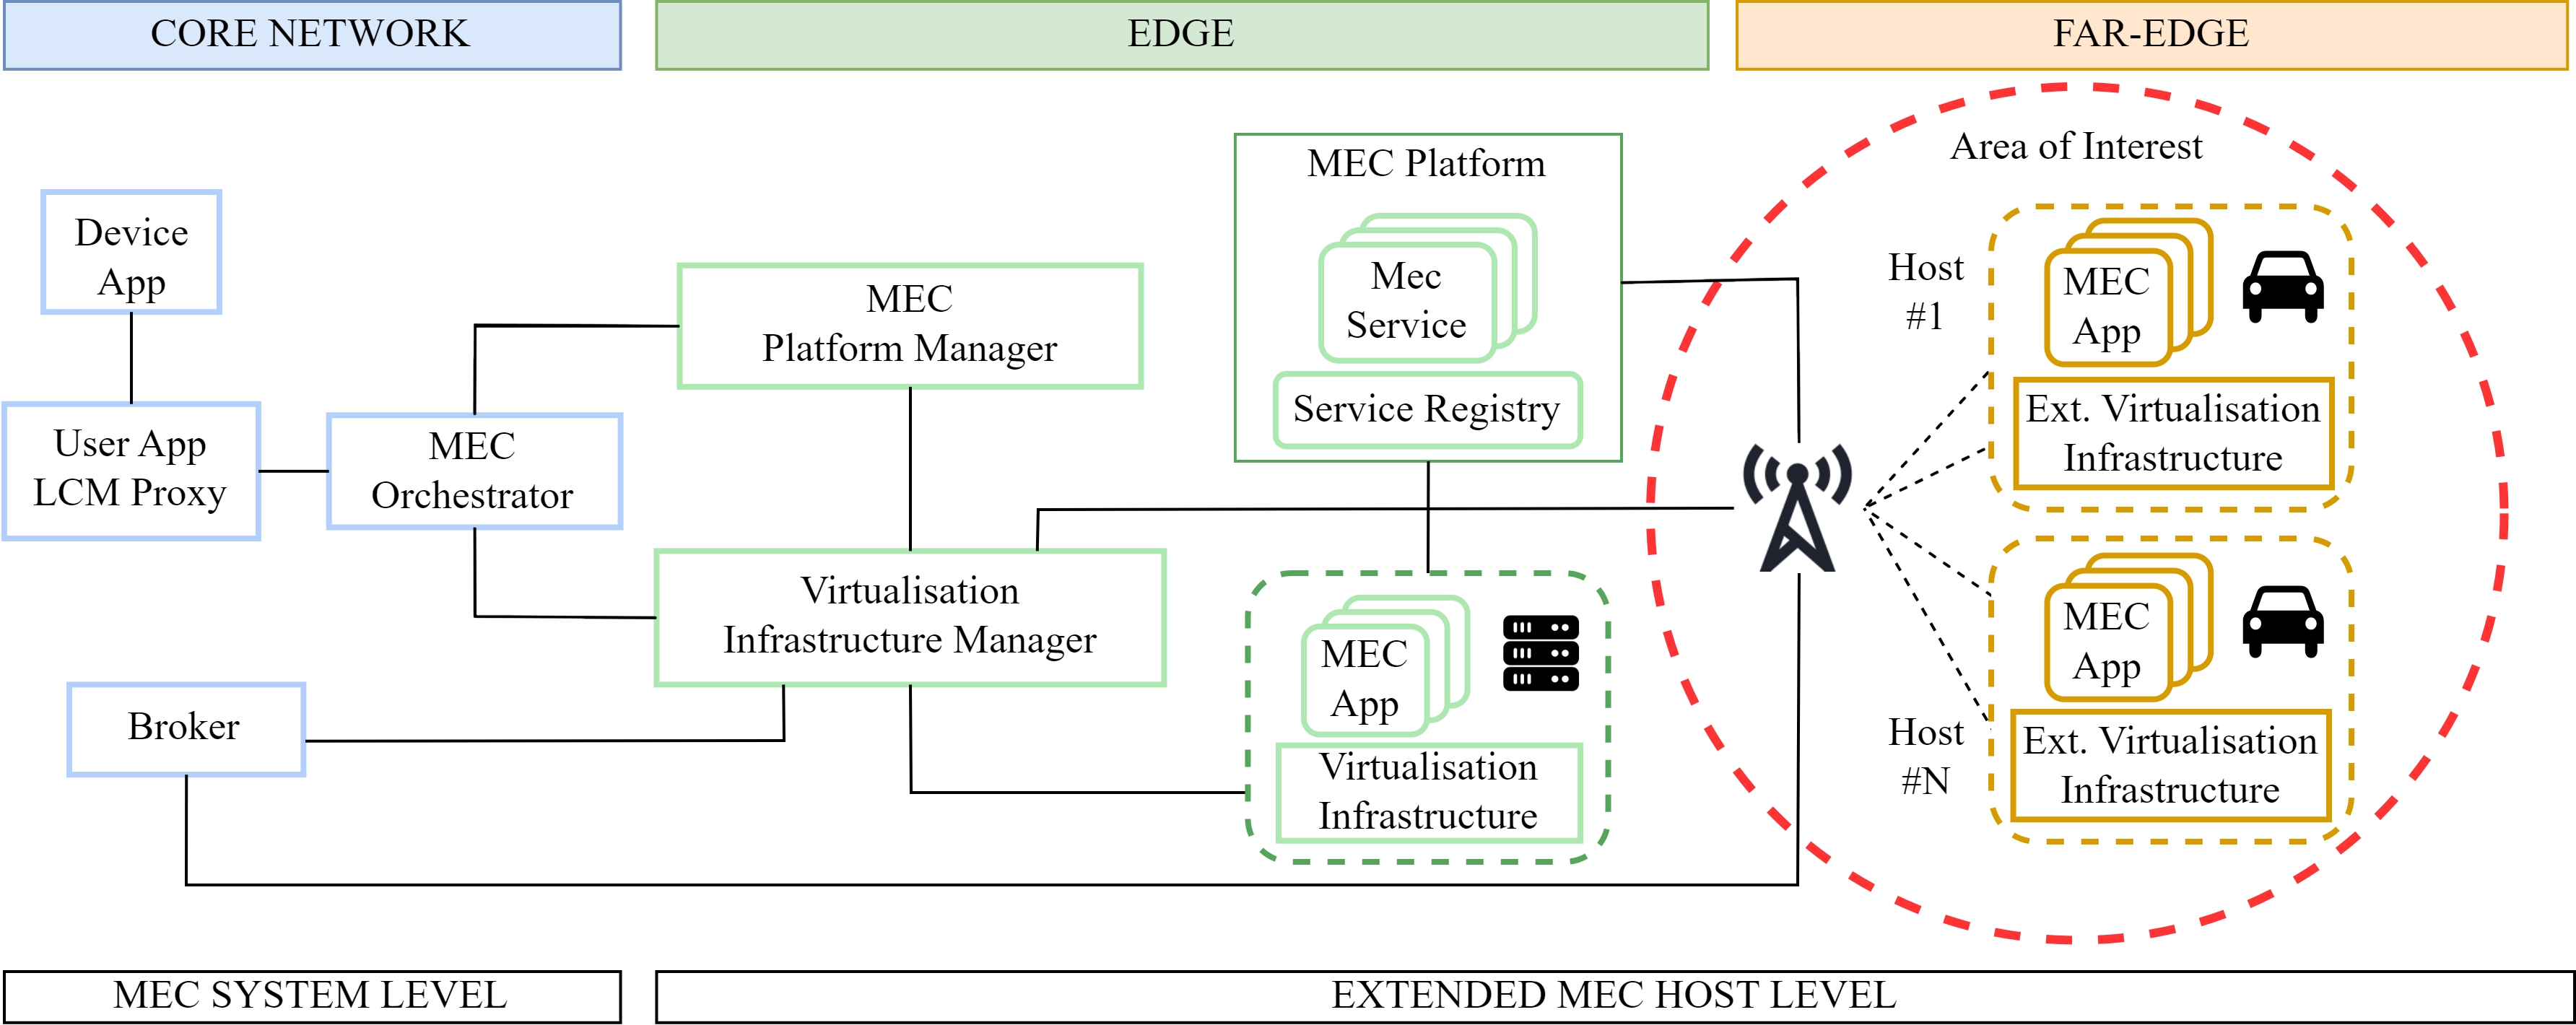 CORE NETWORK
EDGE
FAR-EDGE
Device
App
User App
LCM Proxy
MEC
Orchestrator
Broker
MEC
Platform Manager
Virtualisation
Infrastructure Manager
MEC Platform
Mec
Service
Service Registry
MEC
App
Virtualisation
Infrastructure
Area of Interest
Host
#1
MEC
App
Ext. Virtualisation
Infrastructure
Host
#N
MEC
App
Ext. Virtualisation
Infrastructure
MEC SYSTEM LEVEL
EXTENDED MEC HOST LEVEL